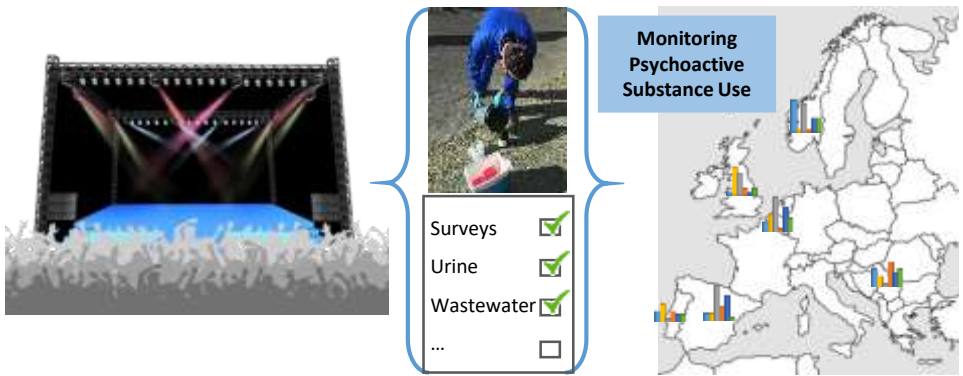 Monitoring
Psychoactive
Substance Use
Surveys
Urine
Wastewater
...